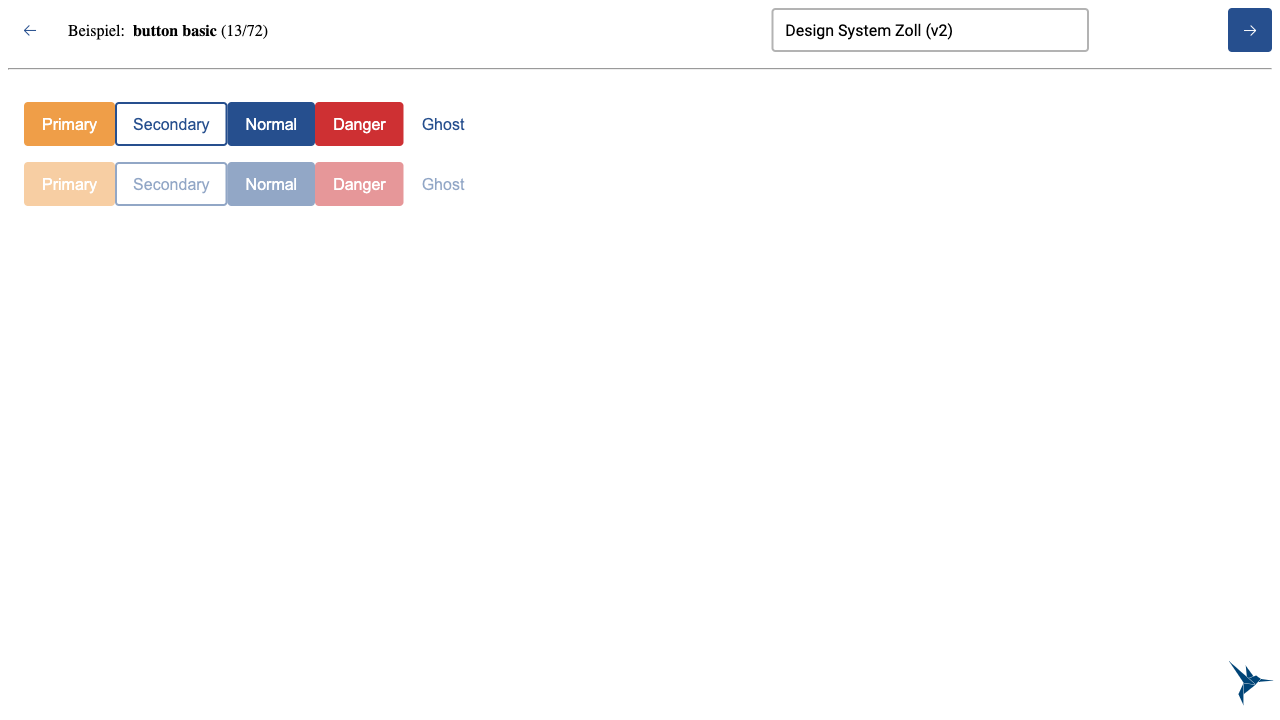 Beispiel: button basic (13/72) Design System Zoll (v2)
Primary Secondary Normal Danger Ghost
Primary Secondary Normal Danger Ghost